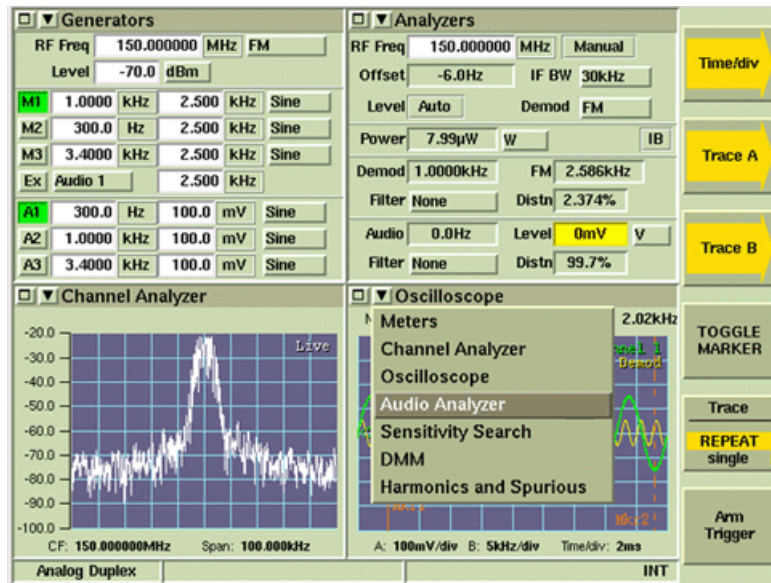 Generators
RF Freq 150.000000 MHz FM
Level -70.0 dBm
M1 1.0000 kHz 2.500 kHz Sine
M2 300.0 Hz 2.500 kHz Sine
M3 3.4000 kHz 2.500 kHz Sine
Ex Audio 1 2.500 kHz
A1 300.0 Hz 100.0 mV Sine
A2 1.0000 kHz 100.0 mV Sine
A3 3.4000 kHz 100.0 mV Sine
Analyzers
RF Freq 150.000000 MHz Manual
Offset -6.0Hz IF BW 30kHz
Level Auto Demod FM
Power 7.99µW W IB
Demod 1.0000kHz FM 2.586kHz
Filter None Distn 2.374%
Audio 0.0Hz Level 0mV V
Filter None Distn 99.7%
Channel Analyzer
Live
-20.0
-30.0
-40.0
-50.0
-60.0
-70.0
-80.0
-90.0
-100.0
CF: 150.000000MHz Span: 100.000kHz
Oscilloscope
2.02kHz
Meters
Channel Analyzer
Oscilloscope
Audio Analyzer
Sensitivity Search
DMM
Harmonics and Spurious
Demod
Mkr2
A: 100mV/div B: 5kHz/div Time/div: 2ms
Time/div
Trace A
Trace B
TOGGLE
MARKER
Trace
REPEAT
single
Arm
Trigger
Analog Duplex
INT